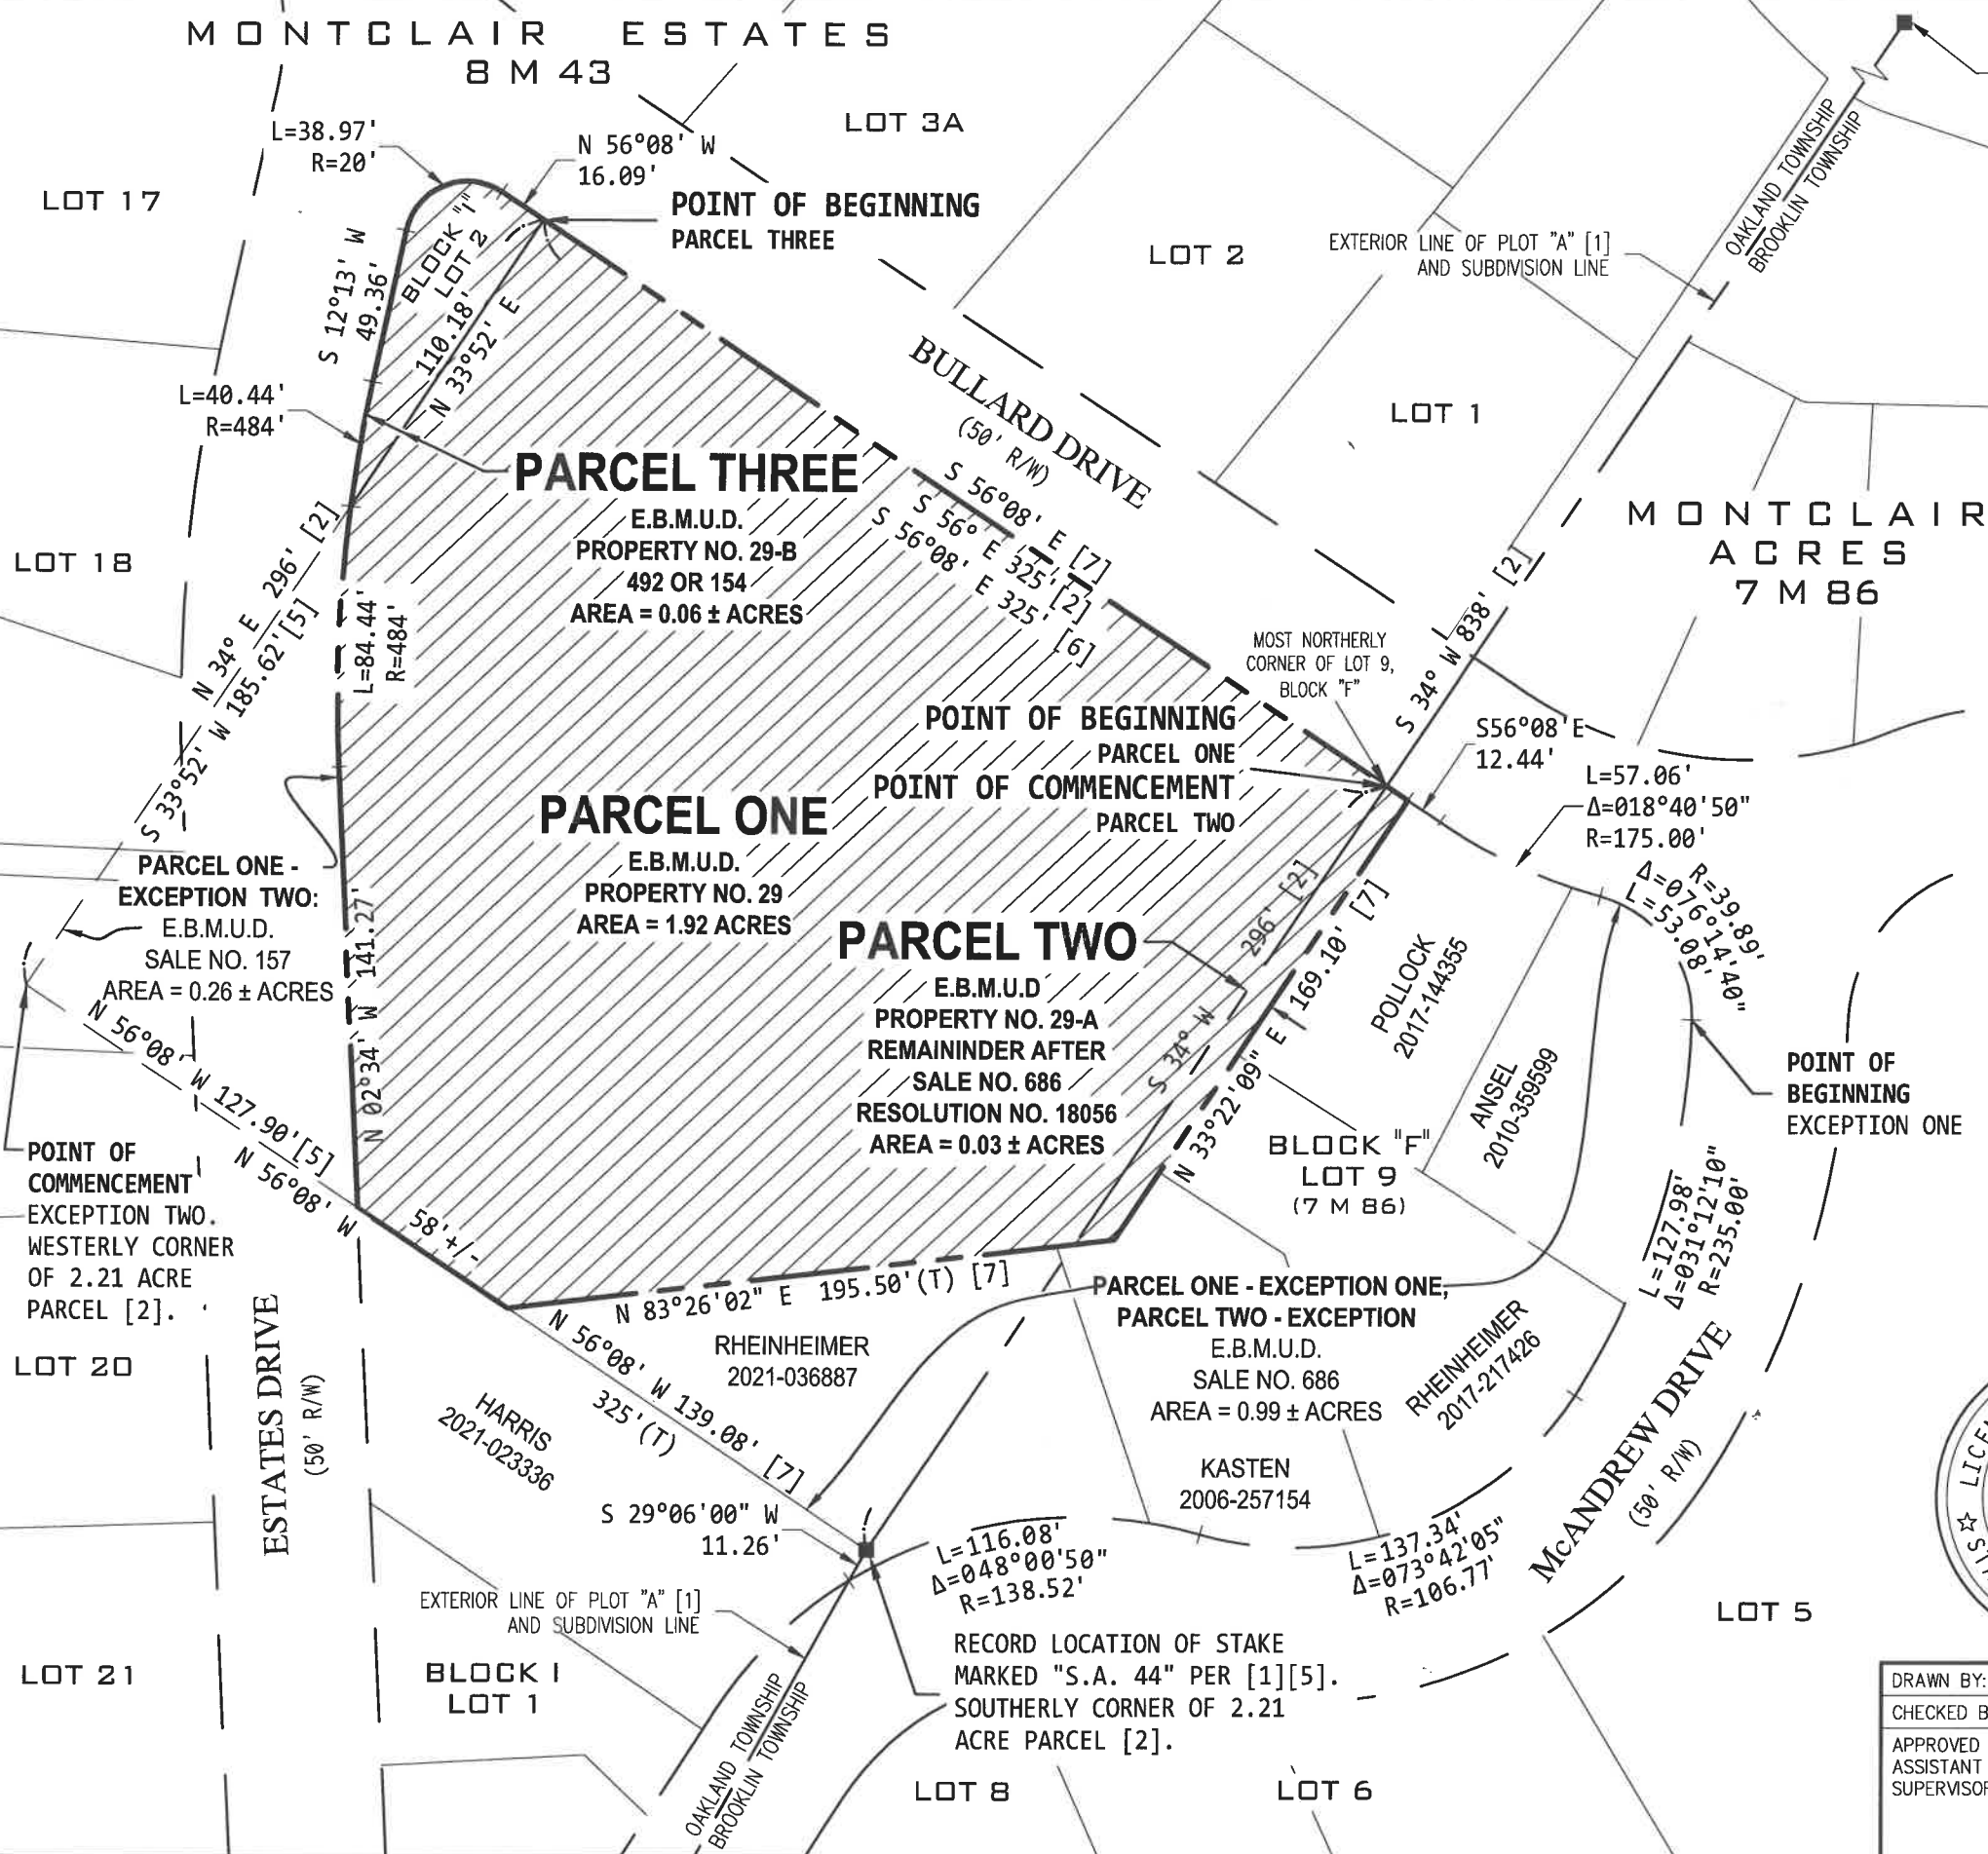 MONTCLAIR ESTATES
8 M 43
LOT 3A
L=38.97'
R=20'
N 56°08' W
16.09'
LOT 17
POINT OF BEGINNING
PARCEL THREE
BLOCK "I"
LOT 2
110.18'
N 33°52' E
S 12°13' W
49.36'
LOT 2
EXTERIOR LINE OF PLOT "A" [1]
AND SUBDIVISION LINE
OAKLAND TOWNSHIP
BROOKLIN TOWNSHIP
BULLARD DRIVE
(50' R/W)
LOT 1
L=40.44'
R=484'
PARCEL THREE
E.B.M.U.D.
PROPERTY NO. 29-B
492 OR 154
AREA = 0.06 ± ACRES
S 56°08' E [7]
S 56° E 325' [2]
S 56°08' E 325' [6]
MONTCLAIR
ACRES
7 M 86
LOT 18
N 34° E 296' [2]
S 33°52' W 185.62'[5]
L=84.44'
R=484'
MOST NORTHERLY
CORNER OF LOT 9,
BLOCK "F"
S 34° W 838' [2]
POINT OF BEGINNING
PARCEL ONE
POINT OF COMMENCEMENT
PARCEL TWO
S56°08'E
12.44'
L=57.06'
Δ=018°40'50"
R=175.00'
R=39.89'
Δ=076°14'40"
L=53.08'
PARCEL ONE
E.B.M.U.D.
PROPERTY NO. 29
AREA = 1.92 ACRES
PARCEL ONE -
EXCEPTION TWO:
E.B.M.U.D.
SALE NO. 157
AREA = 0.26 ± ACRES
N 02°34' W 141.27'
PARCEL TWO
E.B.M.U.D
PROPERTY NO. 29-A
REMAININDER AFTER
SALE NO. 686
RESOLUTION NO. 18056
AREA = 0.03 ± ACRES
S 34° W 296' [2]
N 33°22'09" E 169.10' [7]
POLLOCK
2017-144355
ANSEL
2010-359599
POINT OF
BEGINNING
EXCEPTION ONE
N 56°08' W 127.90'[5]
N 56°08' W
58'+/-
POINT OF
COMMENCEMENT
EXCEPTION TWO.
WESTERLY CORNER
OF 2.21 ACRE
PARCEL [2].
BLOCK "F"
LOT 9
(7 M 86)
L=127.98'
Δ=031°12'10"
R=235.00'
N 83°26'02" E 195.50'(T) [7]
PARCEL ONE - EXCEPTION ONE,
PARCEL TWO - EXCEPTION
E.B.M.U.D.
SALE NO. 686
AREA = 0.99 ± ACRES
RHEINHEIMER
2021-036887
RHEINHEIMER
2017-217426
N 56°08' W 139.08' [7]
325'(T)
HARRIS
2021-023336
LOT 20
ESTATES DRIVE
(50' R/W)
KASTEN
2006-257154
McANDREW DRIVE
(50' R/W)
S 29°06'00" W
11.26'
L=116.08'
Δ=048°00'50"
R=138.52'
L=137.34'
Δ=073°42'05"
R=106.77'
EXTERIOR LINE OF PLOT "A" [1]
AND SUBDIVISION LINE
LOT 5
RECORD LOCATION OF STAKE
MARKED "S.A. 44" PER [1][5].
SOUTHERLY CORNER OF 2.21
ACRE PARCEL [2].
LOT 21
BLOCK I
LOT 1
OAKLAND TOWNSHIP
BROOKLIN TOWNSHIP
LOT 8
LOT 6
DRAWN BY:
CHECKED B
APPROVED
ASSISTANT
SUPERVISOR